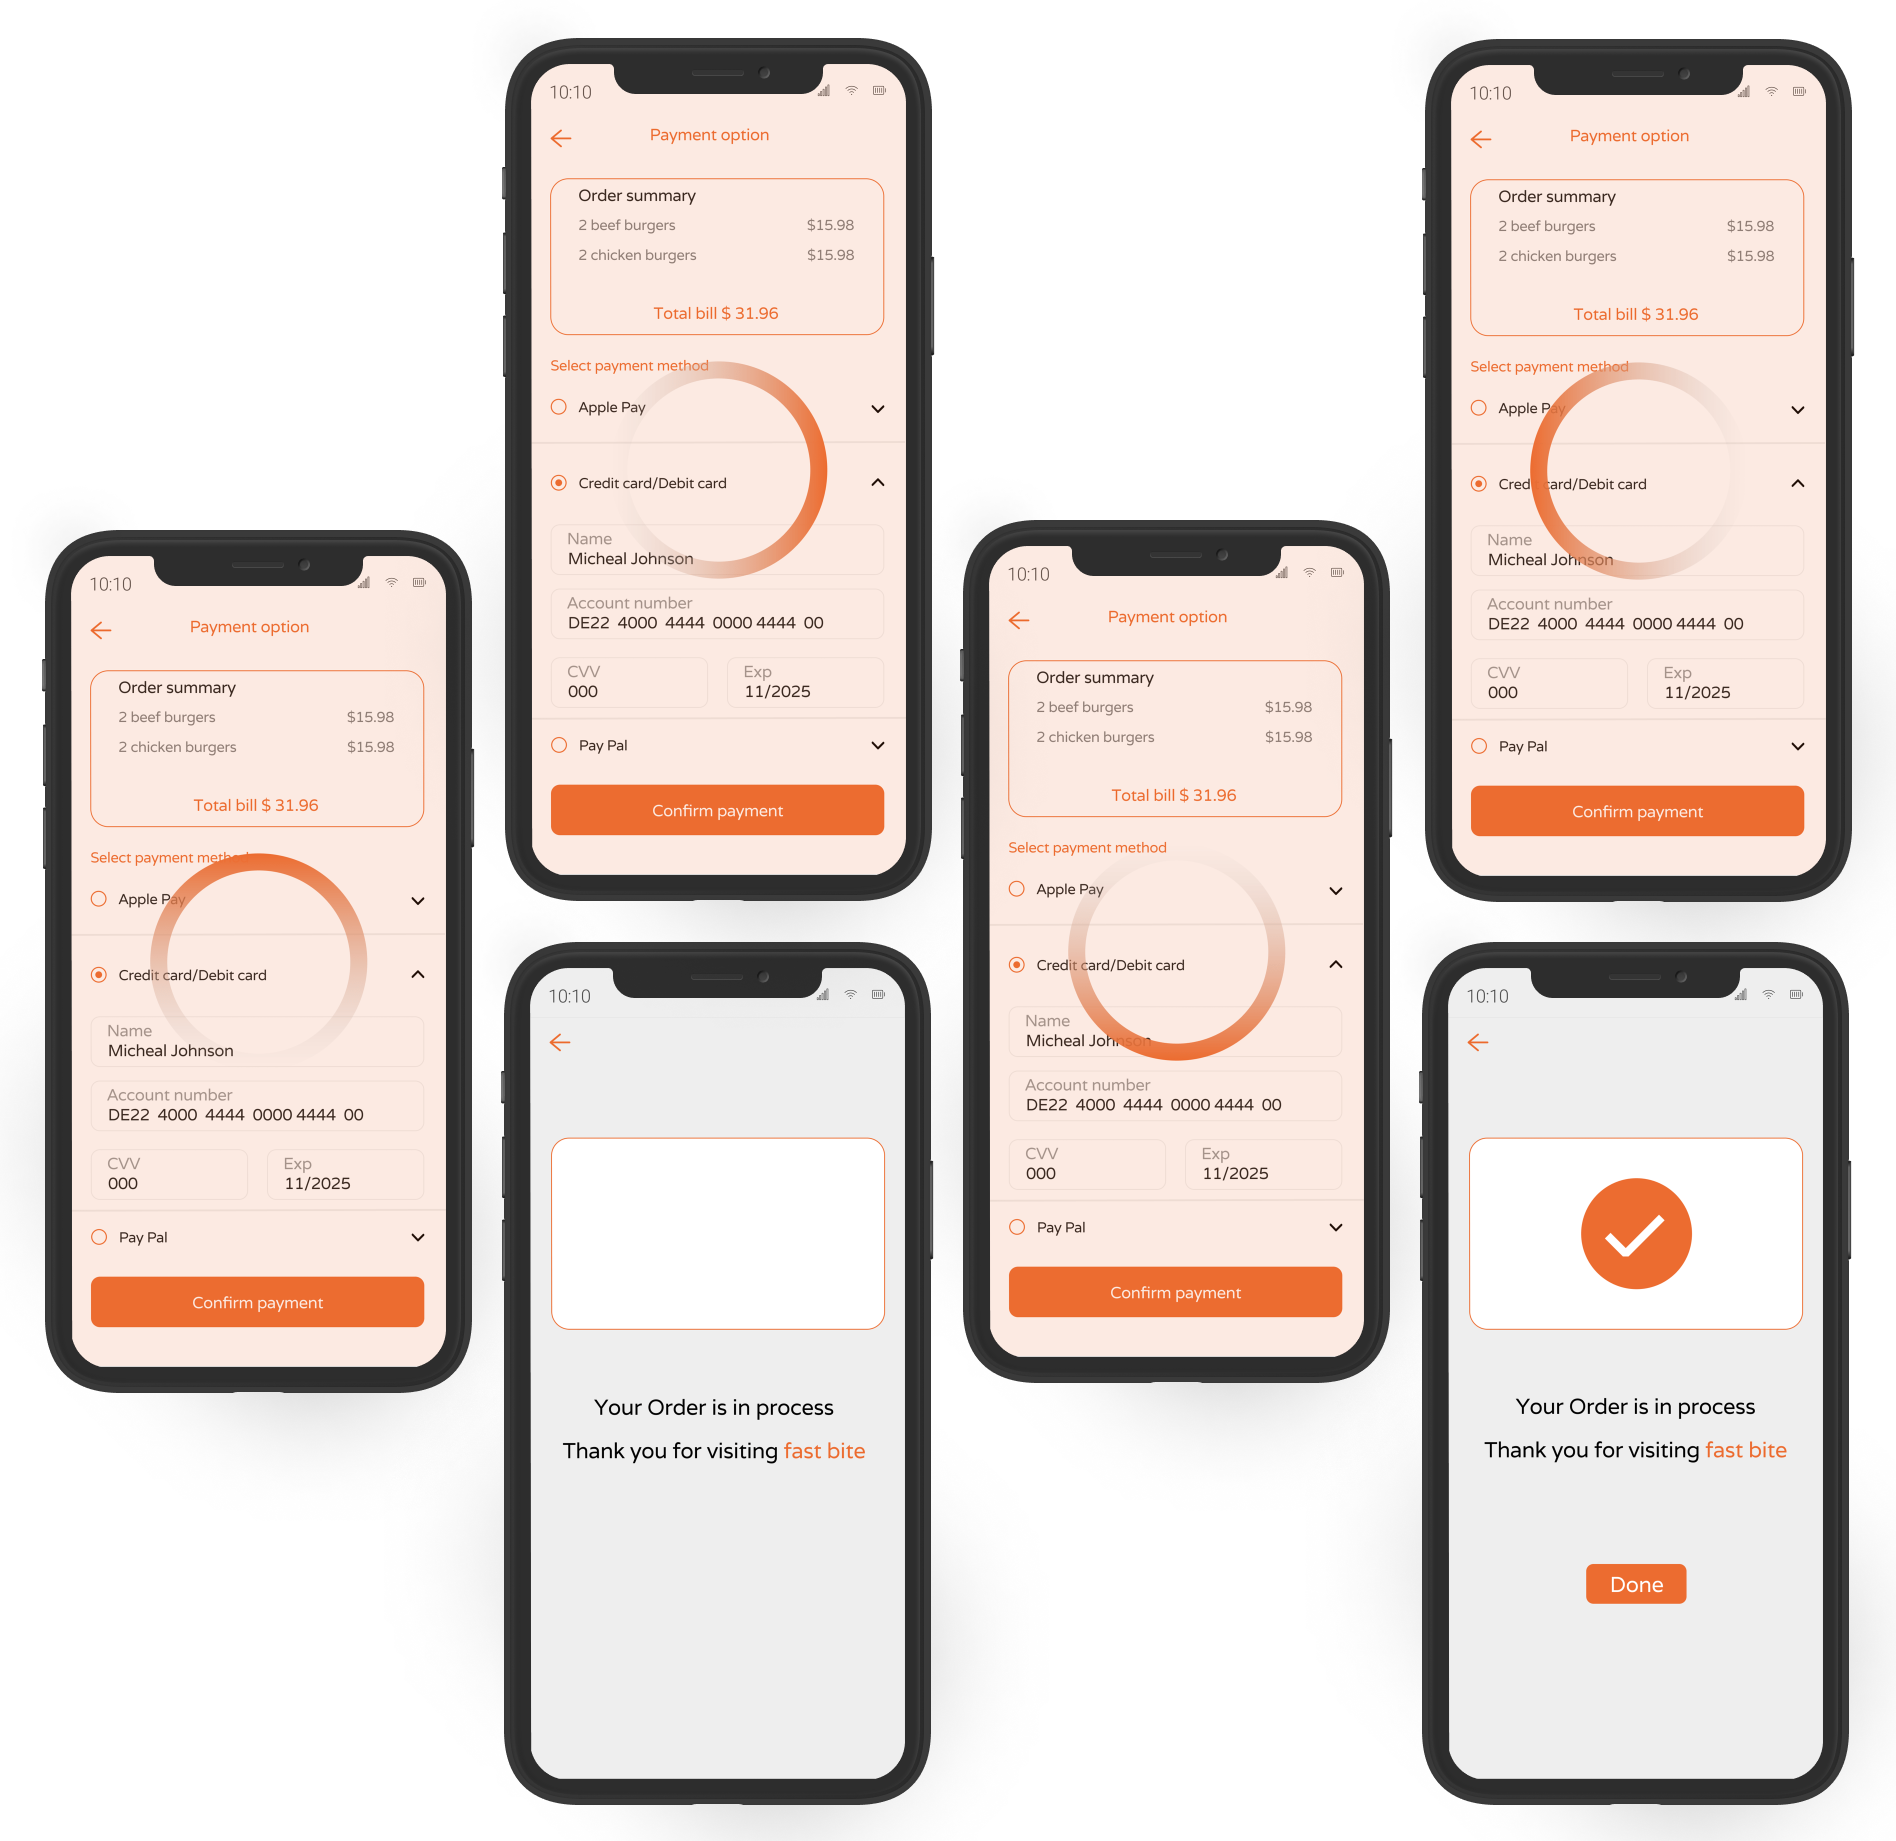 10:10
Payment option
Order summary
2 beef burgers $15.98
2 chicken burgers $15.98
Total bill $ 31.96
Select payment method
Apple Pay
Credit card/Debit card
Name
Micheal Johnson
Account number
DE22 4000 4444 0000 4444 00
CVV Exp
000 11/2025
Pay Pal
Confirm payment
10:10
Payment option
Order summary
2 beef burgers $15.98
2 chicken burgers $15.98
Total bill $ 31.96
Select payment method
Apple Pay
Credit card/Debit card
Name
Micheal Johnson
Account number
DE22 4000 4444 0000 4444 00
CVV Exp
000 11/2025
Pay Pal
Confirm payment
10:10
Payment option
Order summary
2 beef burgers $15.98
2 chicken burgers $15.98
Total bill $ 31.96
Select payment method
Apple Pay
Credit card/Debit card
Name
Micheal Johnson
Account number
DE22 4000 4444 0000 4444 00
CVV Exp
000 11/2025
Pay Pal
Confirm payment
10:10
Payment option
Order summary
2 beef burgers $15.98
2 chicken burgers $15.98
Total bill $ 31.96
Select payment method
Apple Pay
Credit card/Debit card
Name
Micheal Johnson
Account number
DE22 4000 4444 0000 4444 00
CVV Exp
000 11/2025
Pay Pal
Confirm payment
10:10
Your Order is in process
Thank you for visiting fast bite
10:10
Your Order is in process
Thank you for visiting fast bite
Done